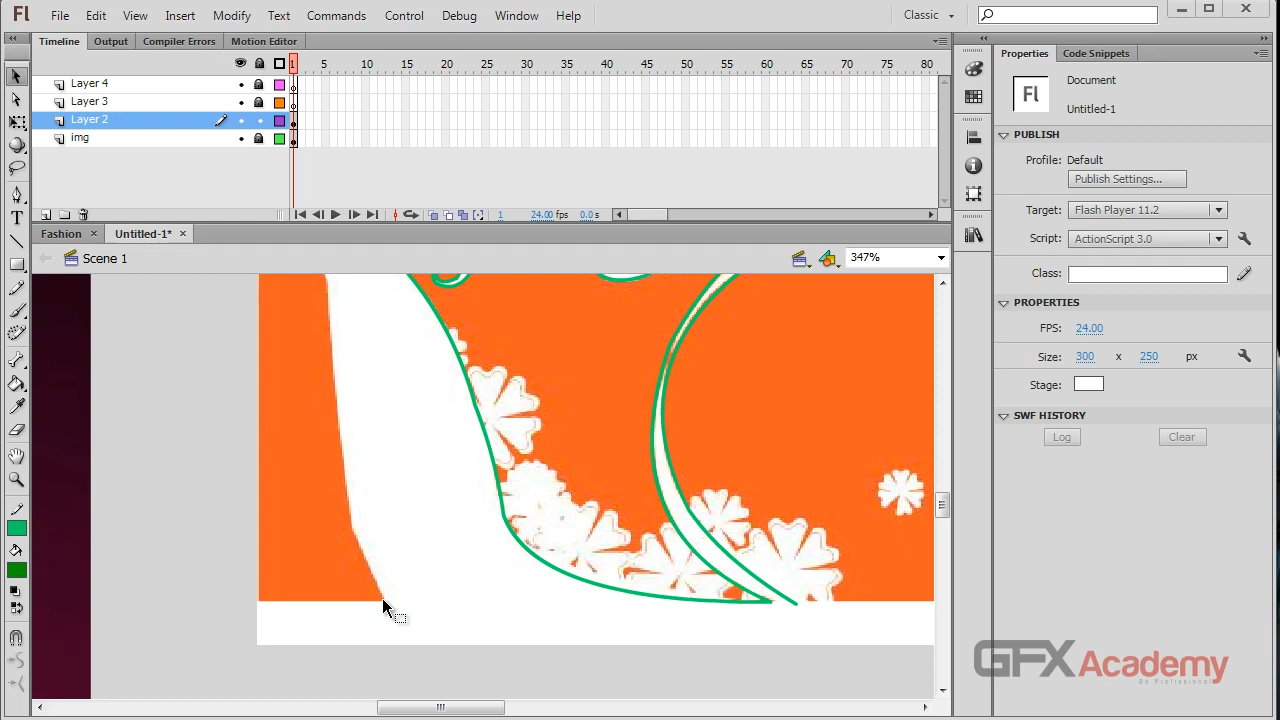 Fl File Edit View Insert Modify Text Commands Control Debug Window Help Classic
Timeline Output Compiler Errors Motion Editor
1 5 10 15 20 25 30 35 40 45 50 55 60 65 70 75 80
Layer 4
Layer 3
Layer 2
img
1 24.00 fps 0.0 s
Fashion Untitled-1*
Scene 1 347%
Properties Code Snippets
Fl
Document
Untitled-1
PUBLISH
Profile: Default
Publish Settings...
Target: Flash Player 11.2
Script: ActionScript 3.0
Class:
PROPERTIES
FPS: 24.00
Size: 300 x 250 px
Stage:
SWF HISTORY
Log Clear
GFX Academy
Be Professional